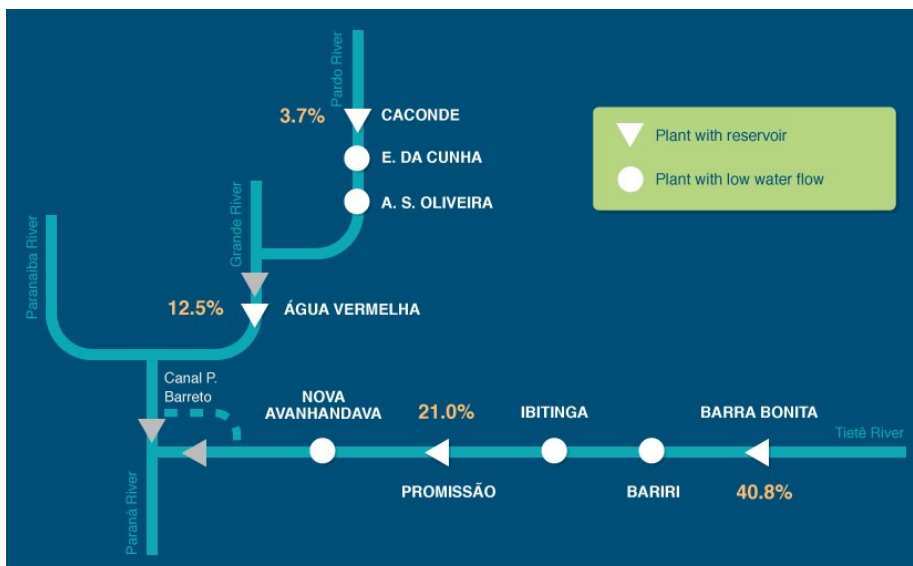 Pardo River
3.7%
CACONDE
E. DA CUNHA
A. S. OLIVEIRA
Plant with reservoir
Plant with low water flow
Grande River
Paranaiba River
12.5%
ÁGUA VERMELHA
Canal P.
Barreto
NOVA
AVANHANDAVA
21.0%
IBITINGA
BARRA BONITA
Tietê River
PROMISSÃO
BARIRI
40.8%
Paraná River